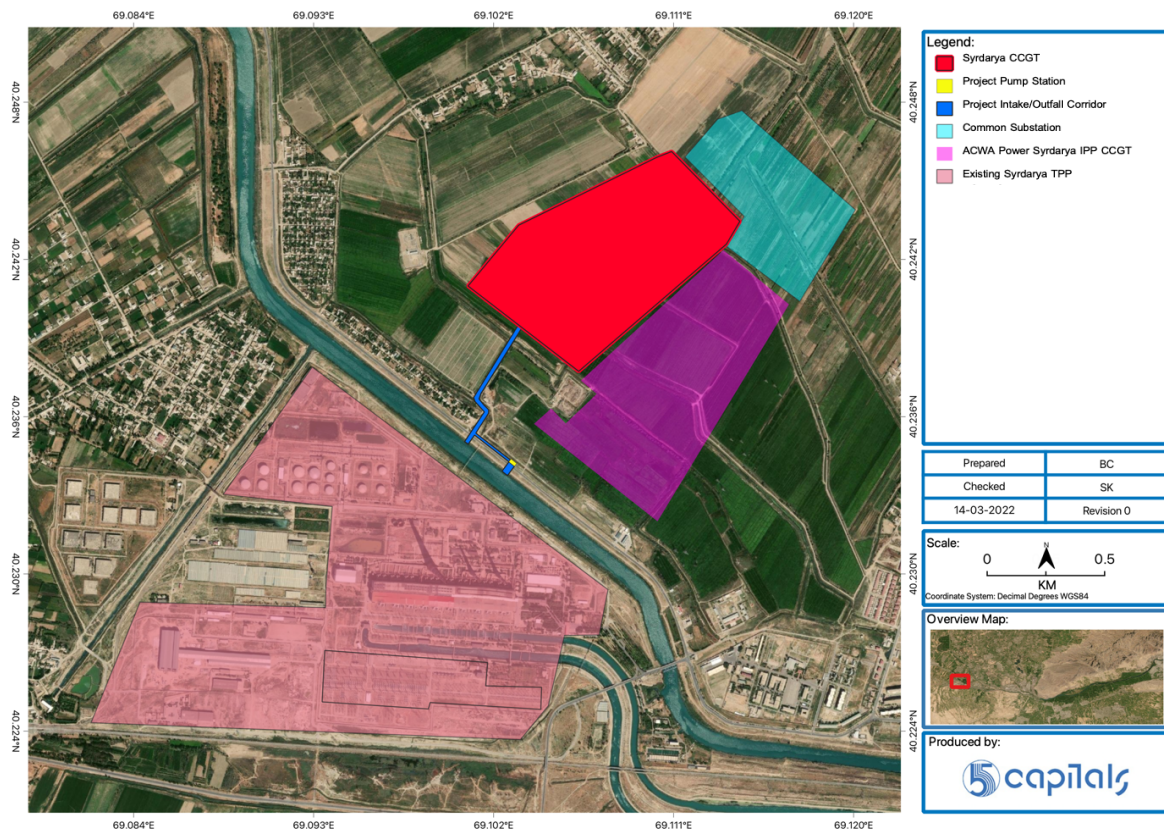 69.084°E
69.093°E
69.102°E
69.111°E
69.120°E
40.248°N
40.248°N
40.242°N
40.242°N
40.236°N
40.236°N
40.230°N
40.230°N
40.224°N
40.224°N
69.084°E
69.093°E
69.102°E
69.111°E
69.120°E
Legend:
Syrdarya CCGT
Project Pump Station
Project Intake/Outfall Corridor
Common Substation
ACWA Power Syrdarya IPP CCGT
Existing Syrdarya TPP
Prepared BC
Checked SK
14-03-2022 Revision 0
Scale:
N
0 0.5
KM
Coordinate System: Decimal Degrees WGS84
Overview Map:
Produced by:
5 capitals